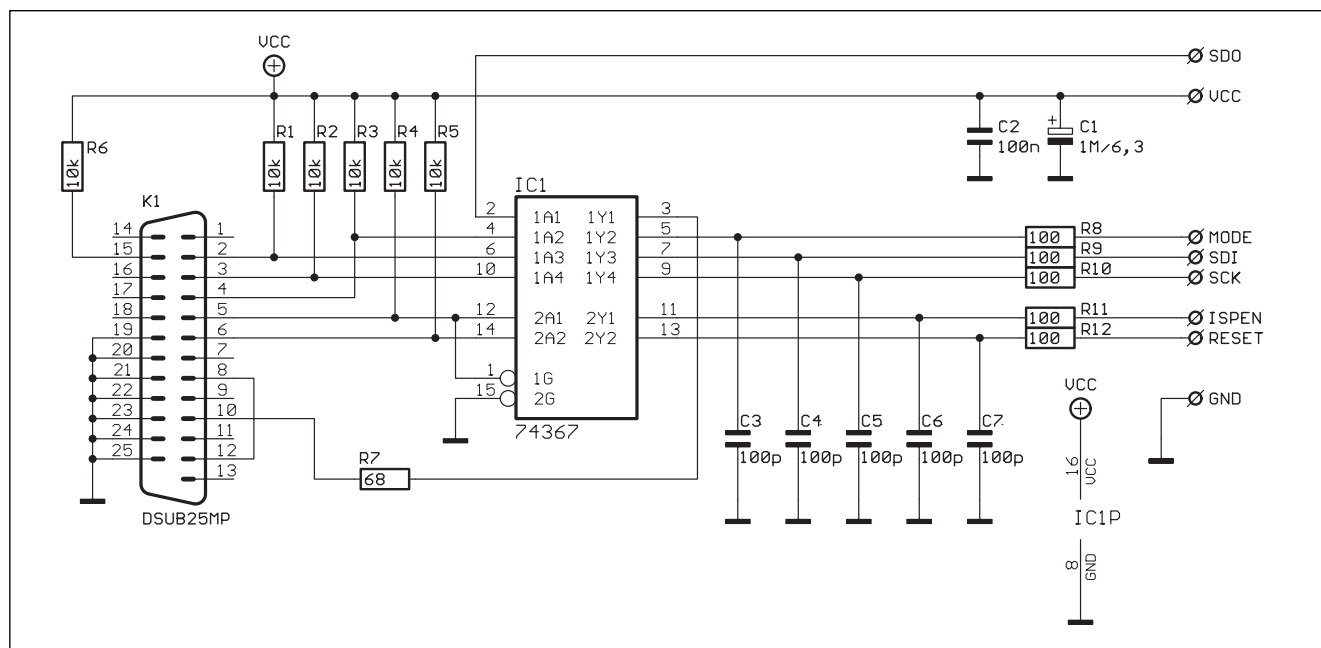 VCC
SDO
VCC
R6
10k
R1
10k
R2
10k
R3
10k
R4
10k
R5
10k
C2
100n
+
C1
1M/6,3
K1
14
15
16
17
18
19
20
21
22
23
24
25
1
2
3
4
5
6
7
8
9
10
11
12
13
DSUB25MP
IC1
2 1A1 1Y1 3
4 1A2 1Y2 5
6 1A3 1Y3 7
10 1A4 1Y4 9
12 2A1 2Y1 11
14 2A2 2Y2 13
1 1G
15 2G
74367
R7
68
100 R8 MODE
100 R9 SDI
100 R10 SCK
100 R11 ISPEN
100 R12 RESET
VCC
GND
C3
100p
C4
100p
C5
100p
C6
100p
C7
100p
16 VCC
IC1P
8 GND